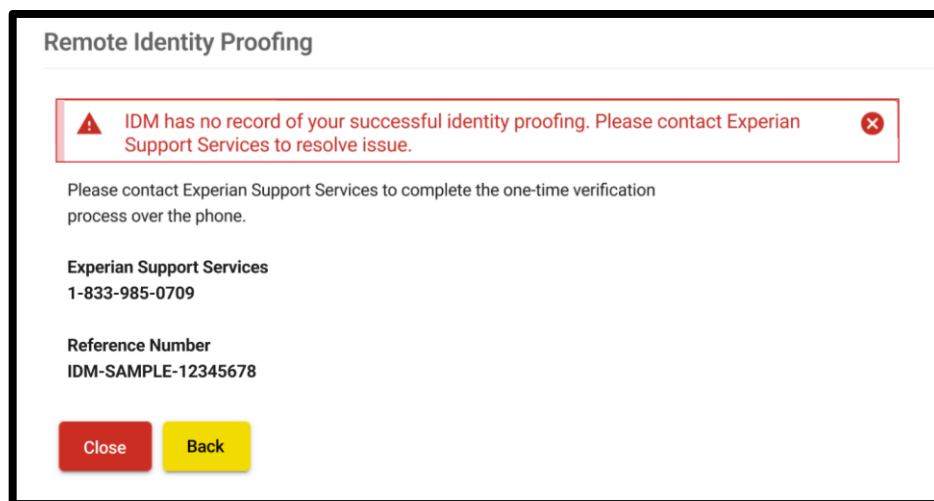 Remote Identity Proofing
IDM has no record of your successful identity proofing. Please contact Experian
Support Services to resolve issue.
Please contact Experian Support Services to complete the one-time verification
process over the phone.
Experian Support Services
1-833-985-0709
Reference Number
IDM-SAMPLE-12345678
Close
Back